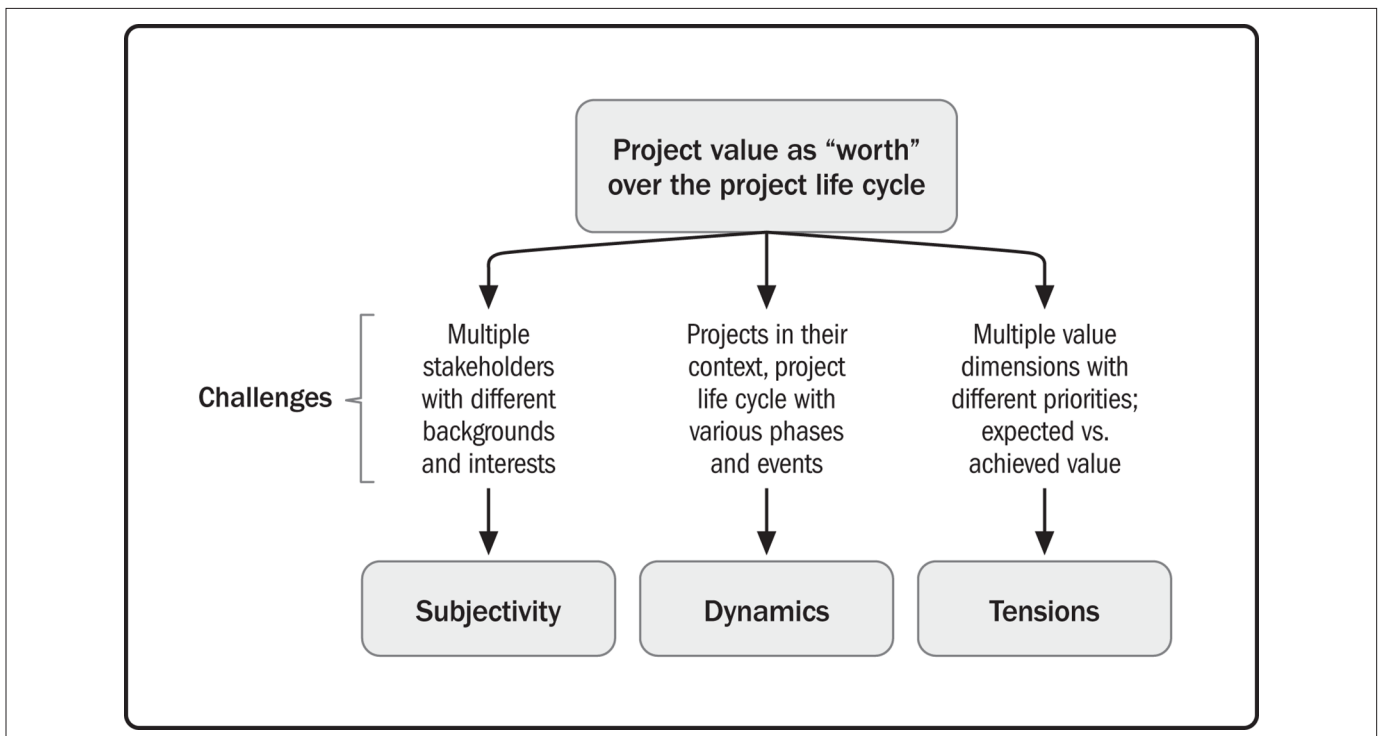 Project value as “worth”
over the project life cycle
Challenges
Multiple
stakeholders
with different
backgrounds
and interests
Projects in their
context, project
life cycle with
various phases
and events
Multiple value
dimensions with
different priorities;
expected vs.
achieved value
Subjectivity
Dynamics
Tensions